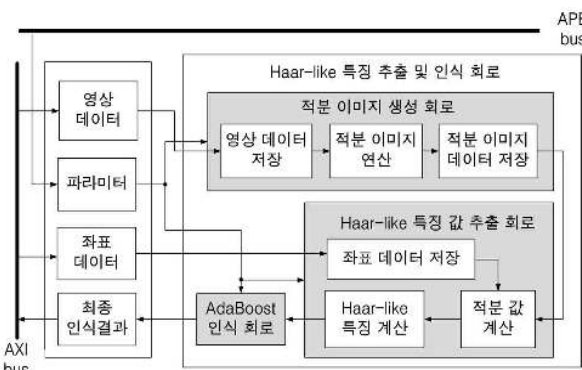 APB
bus
Haar-like 특징 추출 및 인식 회로
영상
데이터
적분 이미지 생성 회로
영상 데이터
저장
적분 이미지
연산
적분 이미지
데이터 저장
파라미터
Haar-like 특징 값 추출 회로
좌표
데이터
좌표 데이터 저장
최종
인식결과
AdaBoost
인식 회로
Haar-like
특징 계산
적분 값
계산
AXI
bus